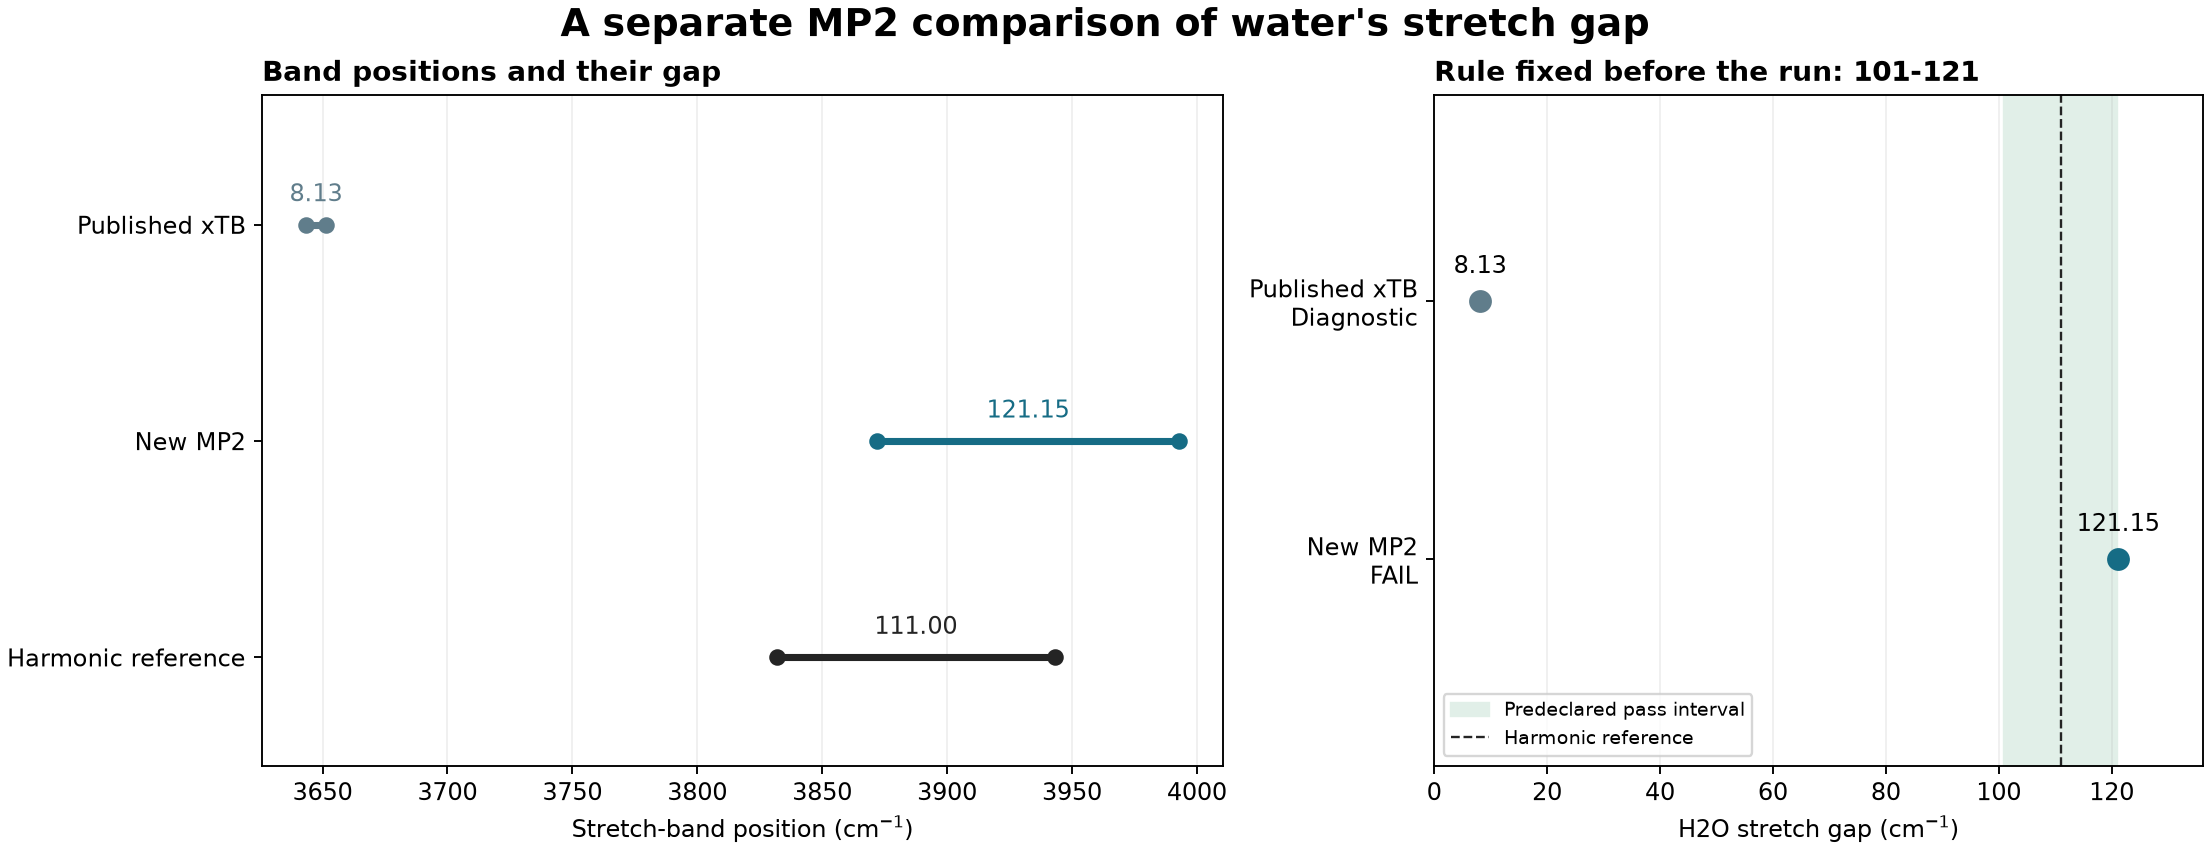 A separate MP2 comparison of water's stretch gap
Band positions and their gap
8.13
Published xTB
121.15
New MP2
111.00
Harmonic reference
3650 3700 3750 3800 3850 3900 3950 4000
Stretch-band position (cm⁻¹)
Rule fixed before the run: 101-121
8.13
Published xTB
Diagnostic
121.15
New MP2
FAIL
Predeclared pass interval
Harmonic reference
0 20 40 60 80 100 120
H2O stretch gap (cm⁻¹)